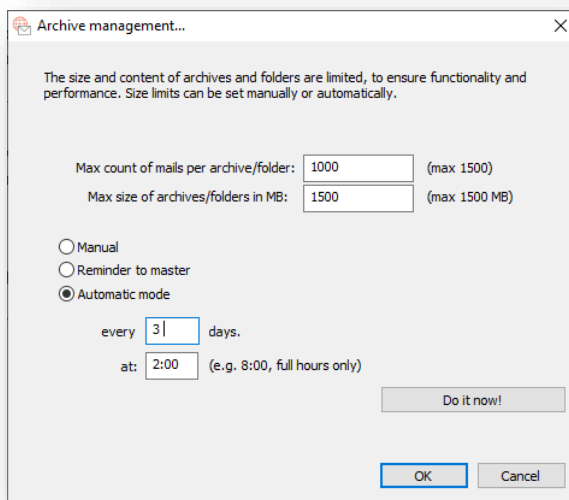 Archive management...
The size and content of archives and folders are limited, to ensure functionality and
performance. Size limits can be set manually or automatically.
Max count of mails per archive/folder: 1000 (max 1500)
Max size of archives/folders in MB: 1500 (max 1500 MB)
Manual
Reminder to master
Automatic mode
every 3 days.
at: 2:00 (e.g. 8:00, full hours only)
Do it now!
OK Cancel